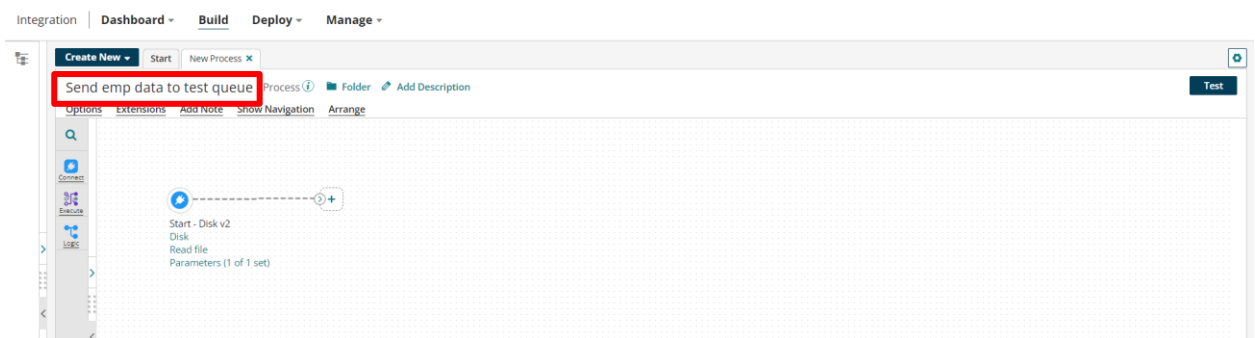 Integration Dashboard Build Deploy Manage
Create New Start New Process
Send emp data to test queue Process Folder Add Description Test
Options Extensions Add Note Show Navigation Arrange
Connect
Execute
Logic
Start - Disk v2
Disk
Read file
Parameters (1 of 1 set)